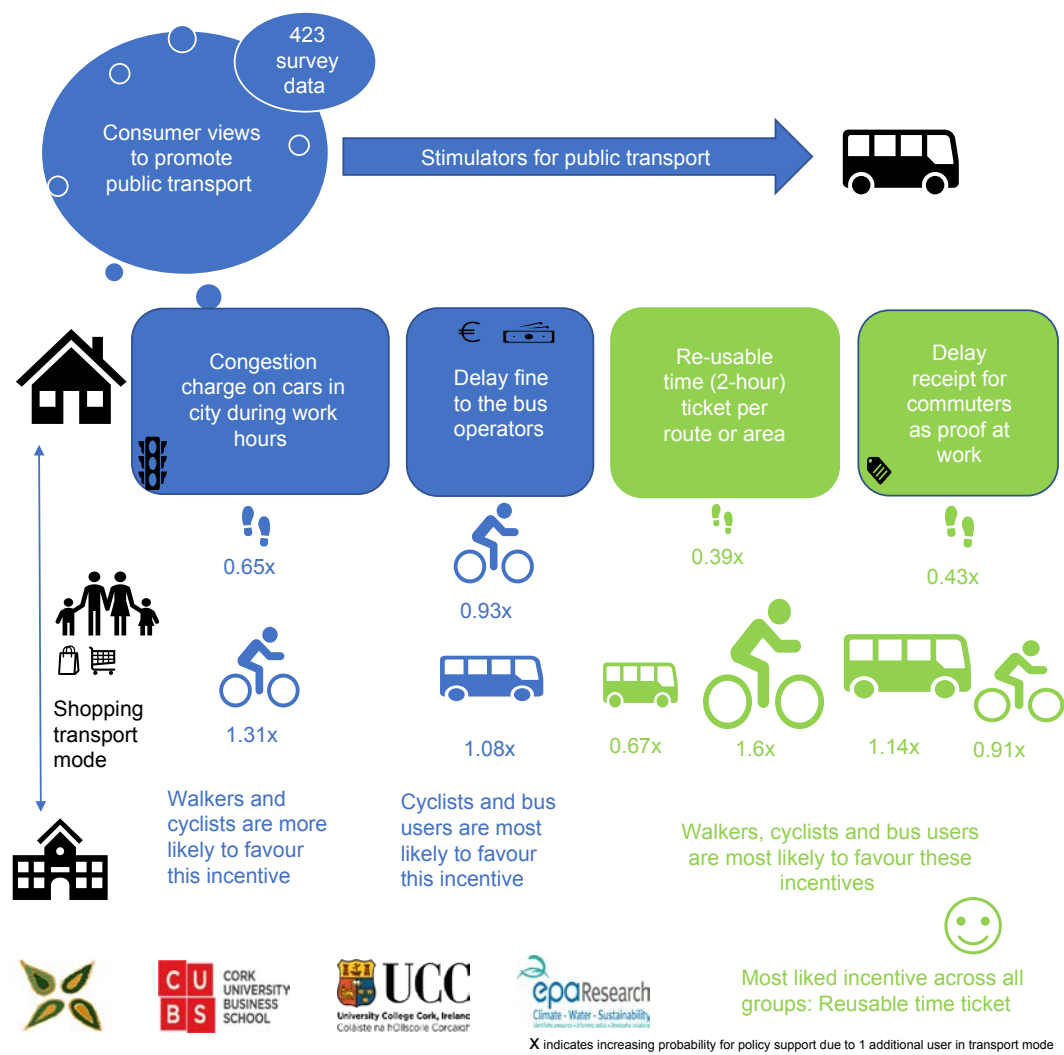 423
survey
data
Consumer views
to promote
public transport
Stimulators for public transport
Congestion
charge on cars in
city during work
hours
€
Delay fine
to the bus
operators
Re-usable
time (2-hour)
ticket per
route or area
Delay
receipt for
commuters
as proof at
work
0.65x
0.93x
0.39x
0.43x
1.31x
1.08x
0.67x
1.6x
1.14x
0.91x
Shopping
transport
mode
Walkers and
cyclists are more
likely to favour
this incentive
Cyclists and bus
users are most
likely to favour
this incentive
Walkers, cyclists and bus users
are most likely to favour these
incentives
Most liked incentive across all
groups: Reusable time ticket
CU
BS
CORK
UNIVERSITY
BUSINESS
SCHOOL
UCC
University College Cork, Irelanc
Coláiste na hOllscoile Corcaigh
epaResearch
Climate - Water - Sustainability
X indicates increasing probability for policy support due to 1 additional user in transport mode